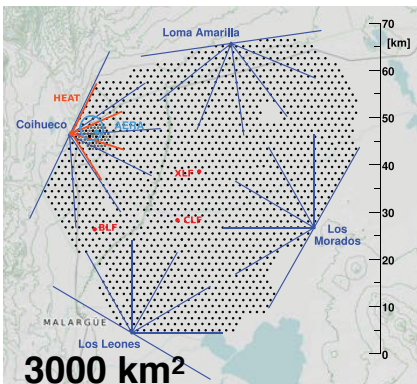 Loma Amarilla
70
[km]
60
HEAT
AERA
50
Coihueco
40
XLF
30
CLF
BLF
Los
Morados
20
10
MALARGÜE
Los Leones
0
3000 km²